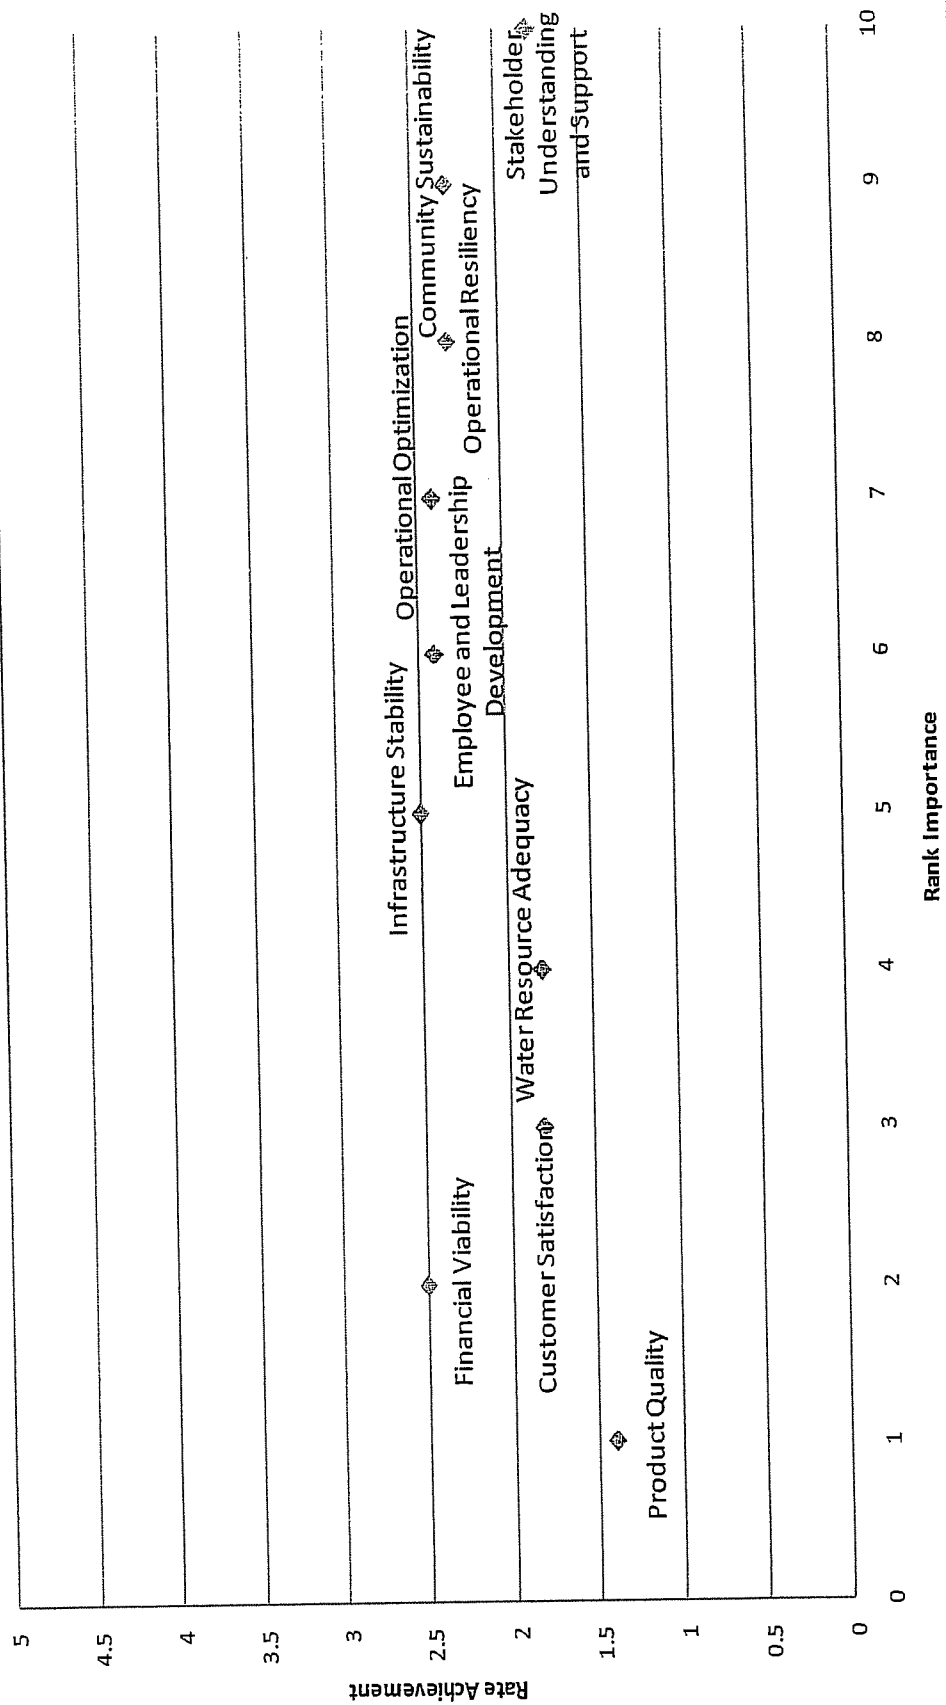 5
4.5
4
3.5
3
2.5
2
1.5
1
0.5
0
Rate Achievement
0
1
2
3
4
5
6
7
8
9
10
Rank Importance
Product Quality
Financial Viability
Customer Satisfaction
Water Resource Adequacy
Infrastructure Stability
Employee and Leadership
Development
Operational Optimization
Operational Resiliency
Community Sustainability
Stakeholder
Understanding
and Support